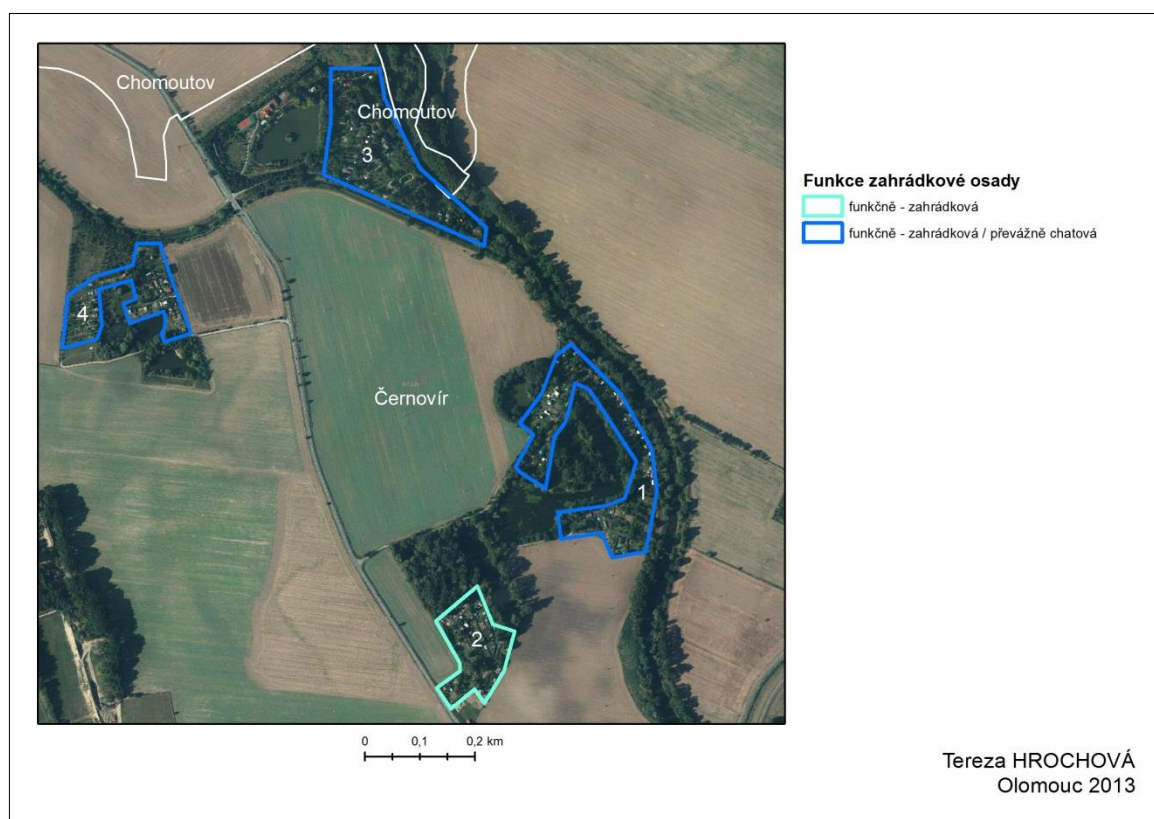 Chomoutov
Chomoutov
3
4
Černovír
1
2
Funkce zahrádkové osady
funkčně - zahrádková
funkčně - zahrádková / převážně chatová
0 0,1 0,2 km
Tereza HROCHOVÁ
Olomouc 2013